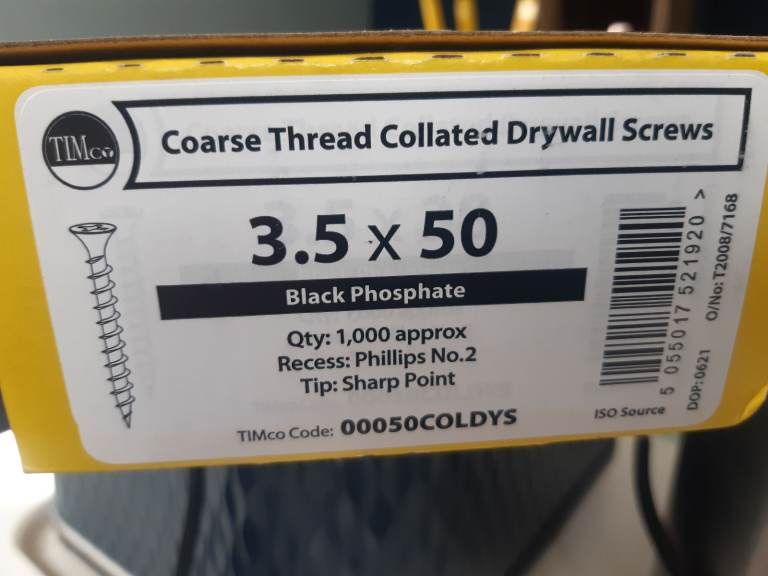 TIMco
Coarse Thread Collated Drywall Screws
3.5 x 50
Black Phosphate
Qty: 1,000 approx
Recess: Phillips No.2
Tip: Sharp Point
TIMco Code: 00050COLDYS
5 055017 521920 >
ISO Source
DOP: 0621
O/No: T2008/7168